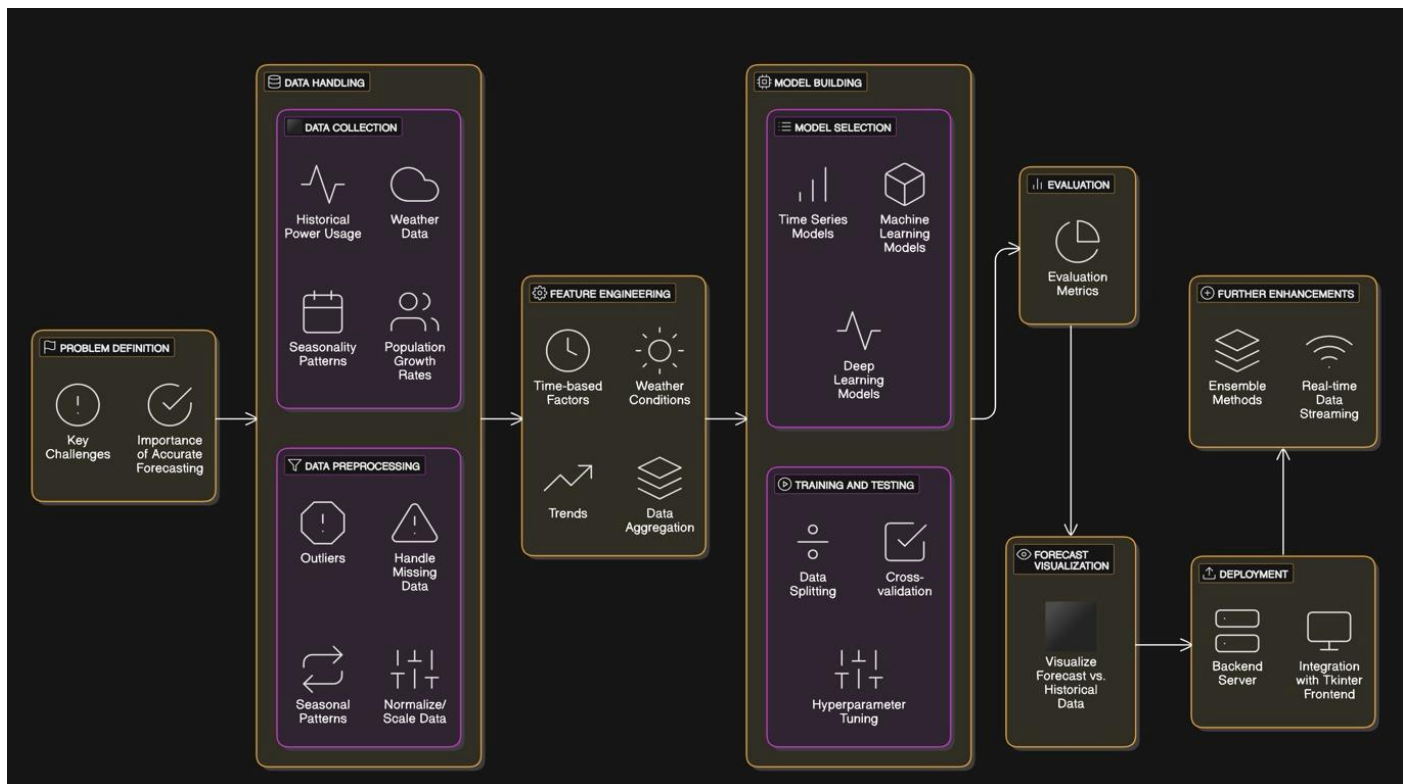 PROBLEM DEFINITION
Key
Challenges
Importance
of Accurate
Forecasting
DATA HANDLING
DATA COLLECTION
Historical
Power Usage
Weather
Data
Seasonality
Patterns
Population
Growth
Rates
DATA PREPROCESSING
Outliers
Handle
Missing
Data
Seasonal
Patterns
Normalize/
Scale Data
FEATURE ENGINEERING
Time-based
Factors
Weather
Conditions
Trends
Data
Aggregation
MODEL BUILDING
MODEL SELECTION
Time Series
Models
Machine
Learning
Models
Deep
Learning
Models
TRAINING AND TESTING
Data
Splitting
Cross-
validation
Hyperparameter
Tuning
EVALUATION
Evaluation
Metrics
FORECAST
VISUALIZATION
Visualize
Forecast vs.
Historical
Data
DEPLOYMENT
Backend
Server
Integration
with Tkinter
Frontend
FURTHER ENHANCEMENTS
Ensemble
Methods
Real-time
Data
Streaming